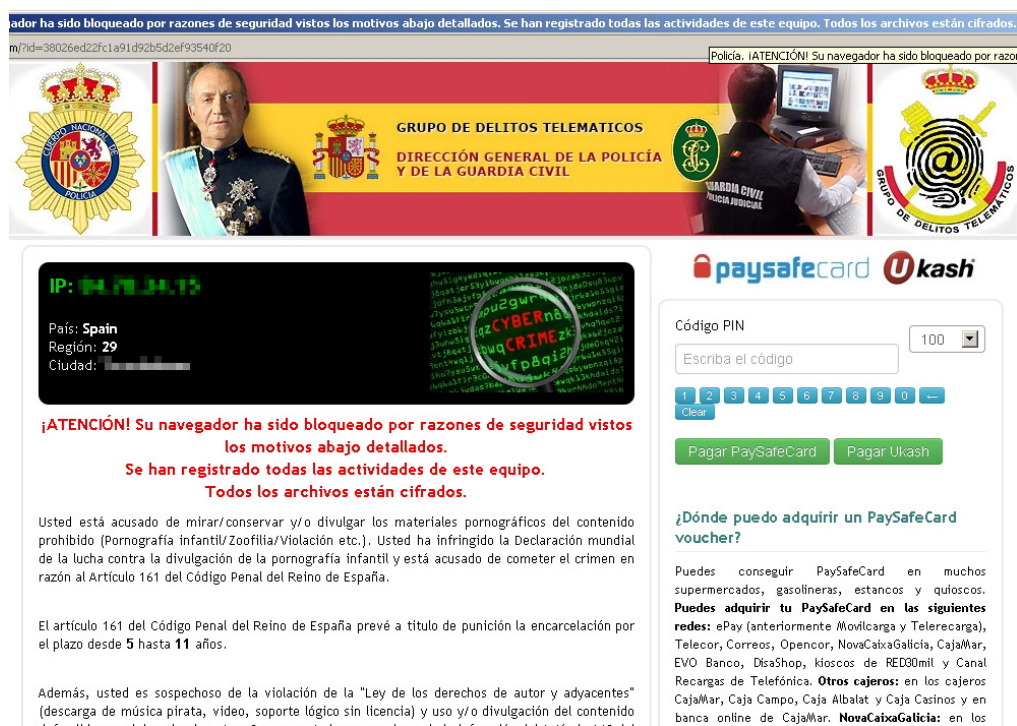 ador ha sido bloqueado por razones de seguridad vistos los motivos abajo detallados. Se han registrado todas las actividades de este equipo. Todos los archivos están cifrados.
m/?id=38026ed22fc1a91d92b5d2ef93540f20
Policía. ¡ATENCIÓN! Su navegador ha sido bloqueado por razon
CUERPO NACIONAL DE POLICIA
GRUPO DE DELITOS TELEMATICOS
DIRECCIÓN GENERAL DE LA POLICÍA
Y DE LA GUARDIA CIVIL
GUARDIA CIVIL
POLICIA JUDICIAL
GRUPO DE DELITOS TELEMÁTICOS
IP:
País: Spain
Región: 29
Ciudad:
CYBER
CRIME
¡ATENCIÓN! Su navegador ha sido bloqueado por razones de seguridad vistos
los motivos abajo detallados.
Se han registrado todas las actividades de este equipo.
Todos los archivos están cifrados.
Usted está acusado de mirar/conservar y/o divulgar los materiales pornográficos del contenido
prohibido (Pornografía infantil/Zoofilia/Violación etc.). Usted ha infringido la Declaración mundial
de la lucha contra la divulgación de la pornografía infantil y está acusado de cometer el crimen en
razón al Artículo 161 del Código Penal del Reino de España.
El artículo 161 del Código Penal del Reino de España prevé a titulo de punición la encarcelación por
el plazo desde 5 hasta 11 años.
Además, usted es sospechoso de la violación de la "Ley de los derechos de autor y adyacentes"
(descarga de música pirata, video, soporte lógico sin licencia) y uso y/o divulgación del contenido
paysafecard Ukash
Código PIN
100
Escriba el código
1 2 3 4 5 6 7 8 9 0 ←
Clear
Pagar PaySafeCard Pagar Ukash
¿Dónde puedo adquirir un PaySafeCard
voucher?
Puedes conseguir PaySafeCard en muchos
supermercados, gasolineras, estancos y quioscos.
Puedes adquirir tu PaySafeCard en las siguientes
redes: ePay (anteriormente Movilcarga y Telerecarga),
Telecor, Correos, Opencor, NovaCaixaGalicia, CajaMar,
EVO Banco, DisaShop, kioscos de RED30mil y Canal
Recargas de Telefónica. Otros cajeros: en los cajeros
CajaMar, Caja Campo, Caja Albalat y Caja Casinos y en
banca online de CajaMar. NovaCaixaGalicia: en los